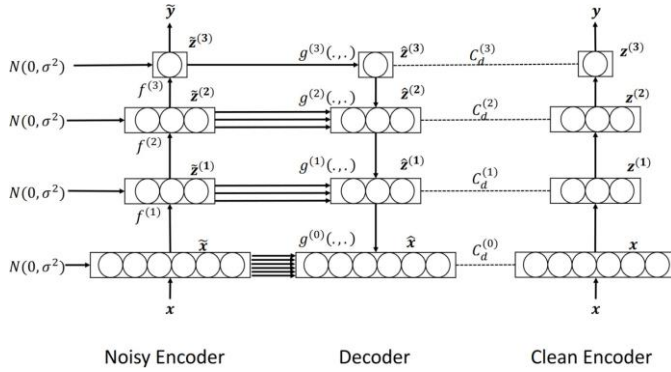 ỹ y
z̃⁽³⁾ g⁽³⁾(.,.) ẑ⁽³⁾ C_d⁽³⁾ z⁽³⁾
N(0, σ²)
f⁽³⁾ z̃⁽²⁾ g⁽²⁾(.,.) ẑ⁽²⁾ C_d⁽²⁾ z⁽²⁾
N(0, σ²)
f⁽²⁾ z̃⁽¹⁾ g⁽¹⁾(.,.) ẑ⁽¹⁾ C_d⁽¹⁾ z⁽¹⁾
N(0, σ²)
f⁽¹⁾
x̃ g⁽⁰⁾(.,.) x̂ C_d⁽⁰⁾ x
N(0, σ²)
x x
Noisy Encoder Decoder Clean Encoder